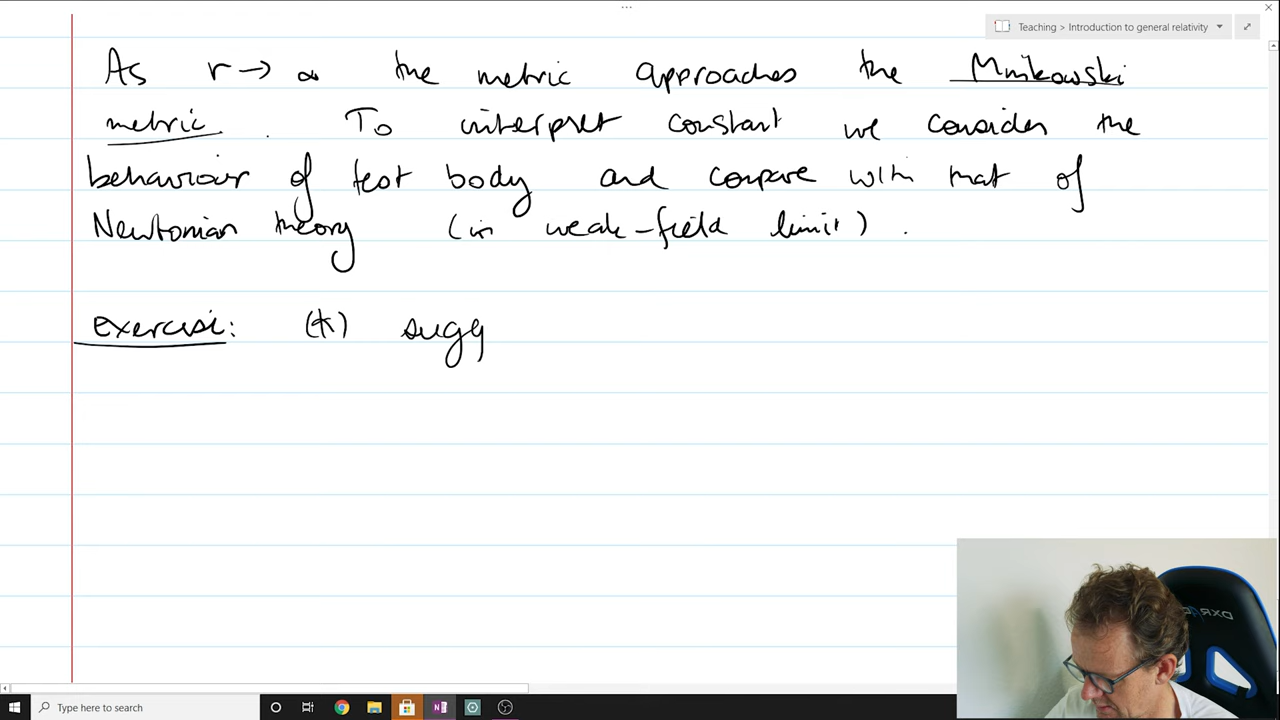 Teaching > Introduction to general relativity
As r → ∞ the metric approaches the Minkowski
metric. To interpret constant we consider the
behaviour of test body and compare with that of
Newtonian theory (in weak-field limit).
Exercise: (*) sugg
Type here to search